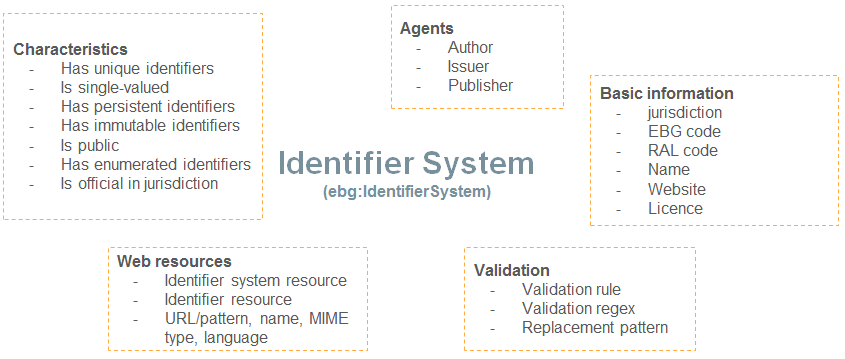 Characteristics
- Has unique identifiers
- Is single-valued
- Has persistent identifiers
- Has immutable identifiers
- Is public
- Has enumerated identifiers
- Is official in jurisdiction
Agents
- Author
- Issuer
- Publisher
Basic information
- jurisdiction
- EBG code
- RAL code
- Name
- Website
- Licence
Identifier System
(ebg:IdentifierSystem)
Web resources
- Identifier system resource
- Identifier resource
- URL/pattern, name, MIME
type, language
Validation
- Validation rule
- Validation regex
- Replacement pattern